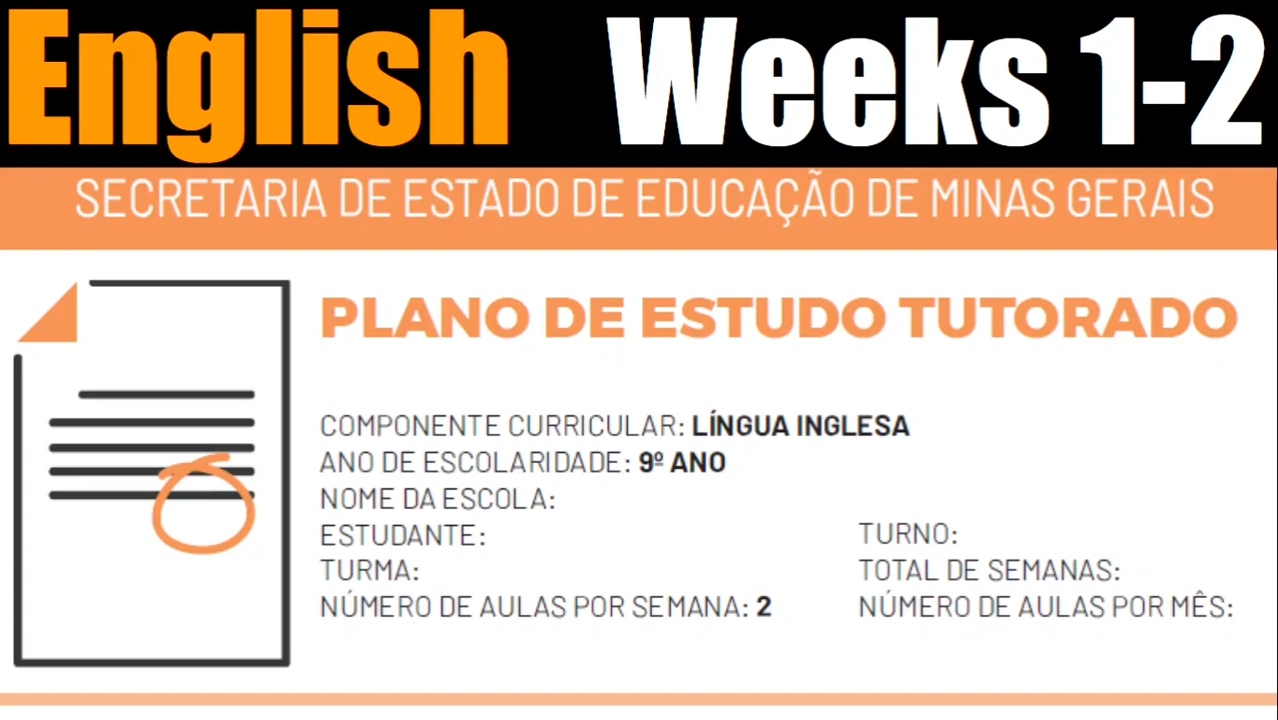 English Weeks 1-2
SECRETARIA DE ESTADO DE EDUCAÇÃO DE MINAS GERAIS
PLANO DE ESTUDO TUTORADO
COMPONENTE CURRICULAR: LÍNGUA INGLESA
ANO DE ESCOLARIDADE: 9º ANO
NOME DA ESCOLA:
ESTUDANTE:
TURNO:
TURMA:
TOTAL DE SEMANAS:
NÚMERO DE AULAS POR SEMANA: 2
NÚMERO DE AULAS POR MÊS: